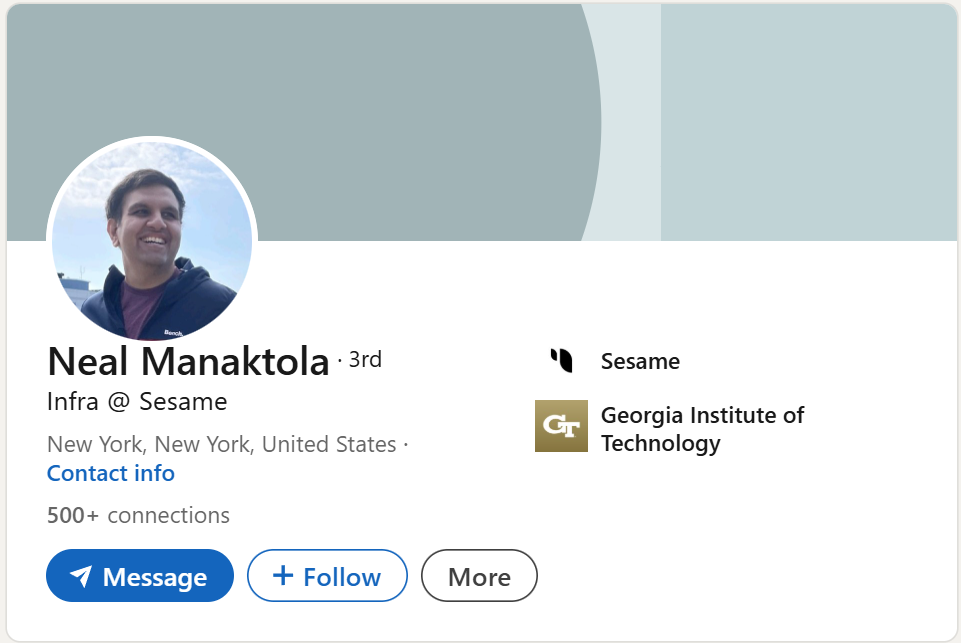 Bench.
Neal Manaktola · 3rd
Infra @ Sesame
New York, New York, United States ·
Contact info
500+ connections
Message
Follow
More
Sesame
GT
Georgia Institute of
Technology